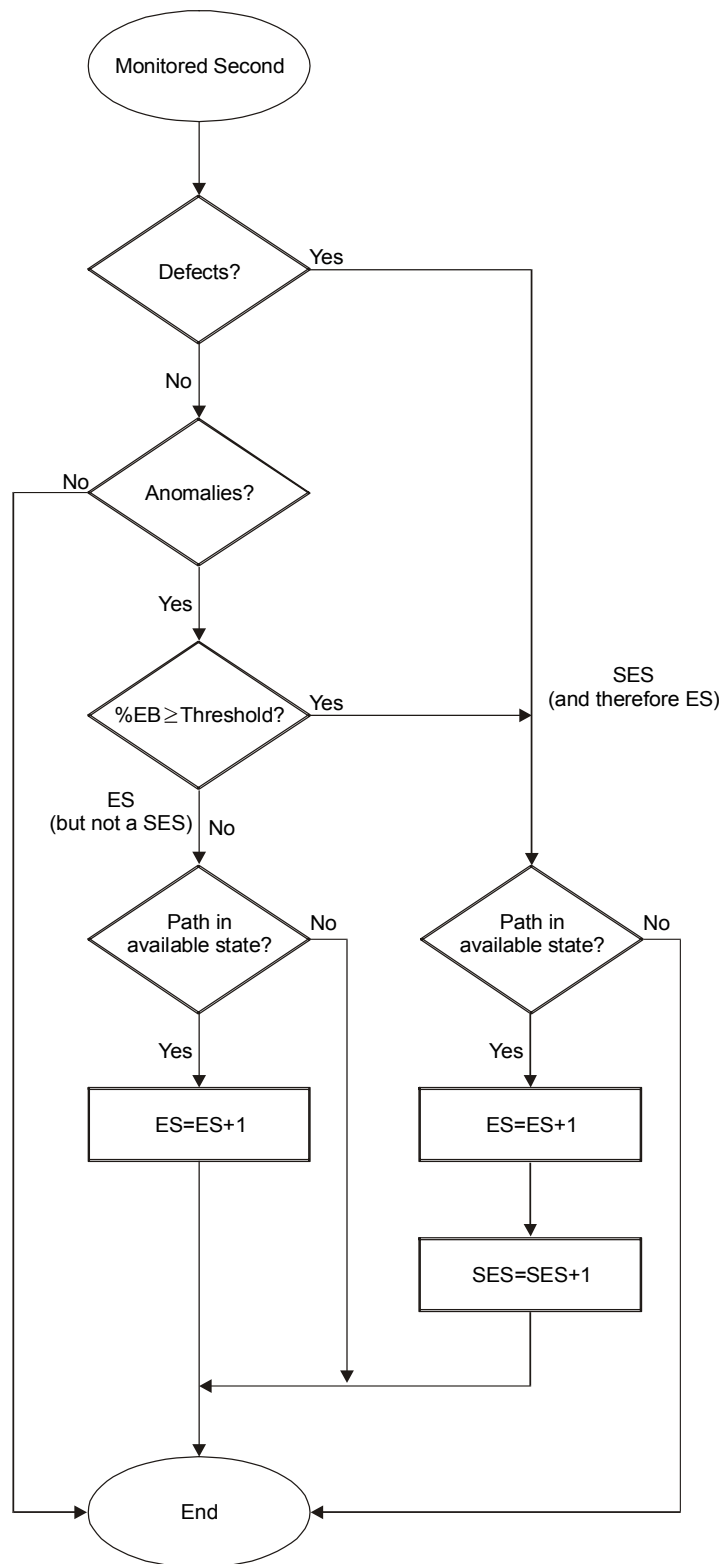 Monitored Second
Defects?
Yes
No
No
Anomalies?
Yes
%EB≥Threshold?
Yes
SES
(and therefore ES)
ES
(but not a SES)
No
Path in
available state?
No
Path in
available state?
No
Yes
Yes
ES=ES+1
ES=ES+1
SES=SES+1
End